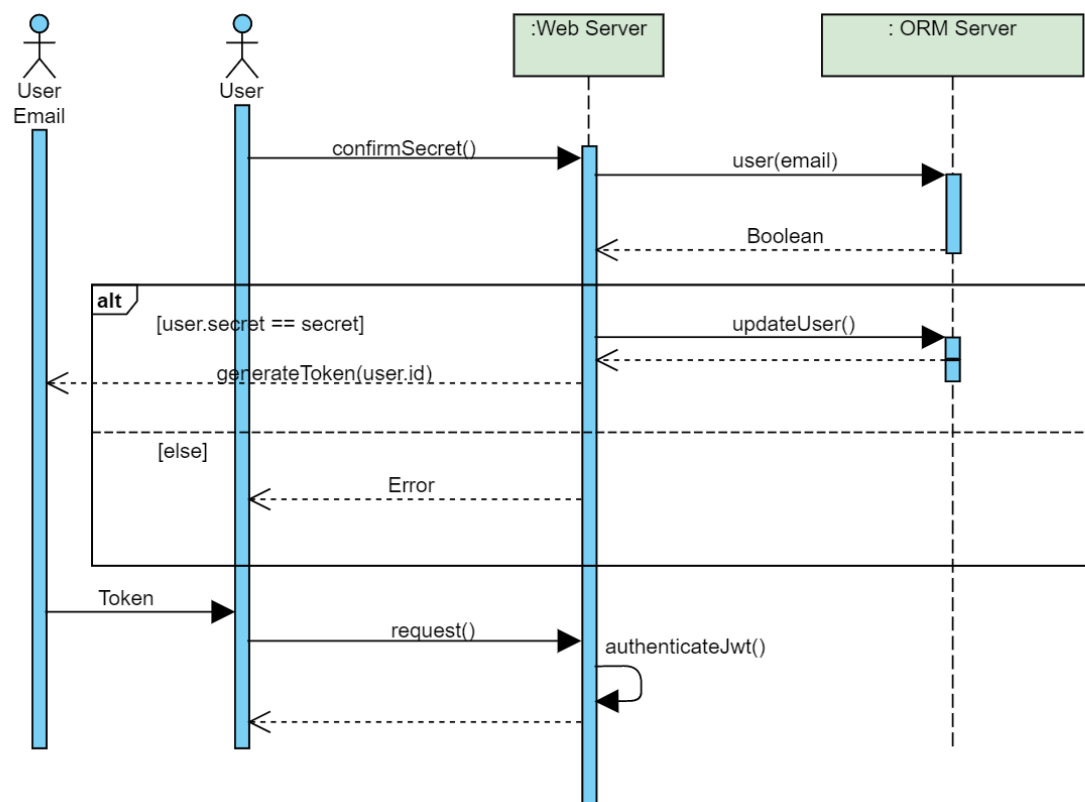 :Web Server
: ORM Server
User
Email
User
confirmSecret()
user(email)
Boolean
alt
[user.secret == secret]
updateUser()
generateToken(user.id)
[else]
Error
Token
request()
authenticateJwt()